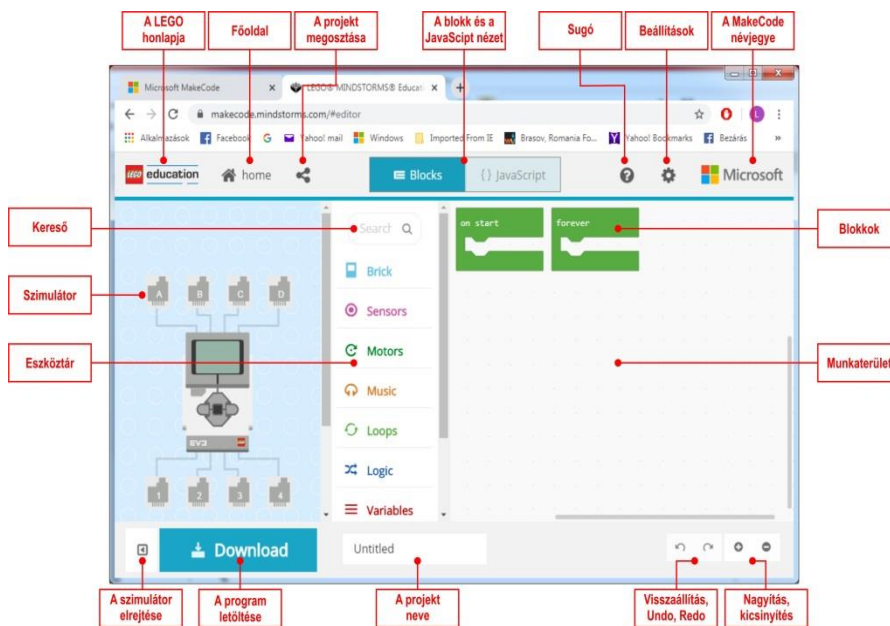 A LEGO
honlapja
Főoldal
A projekt
megosztása
A blokk és a
JavaScipt nézet
Sugó
Beállítások
A MakeCode
névjegye
Microsoft MakeCode
LEGO® MINDSTORMS® Educat
makecode.mindstorms.com/#editor
L
Alkalmazások
Facebook
G
Yahoo! mail
Windows
Imported From IE
Brasov, Romania Fo...
Yahoo! Bookmarks
Bezárás
»
LEGO education
home
Blocks
{} JavaScript
Microsoft
Kereső
Search
on start
forever
Blokkok
Brick
Szimulátor
A
B
C
D
Sensors
Eszköztár
Motors
Munkaterület
Music
EV3
Loops
Logic
1
2
3
4
Variables
Download
Untitled
A szimulátor
elrejtése
A program
letöltése
A projekt
neve
Visszaállítás,
Undo, Redo
Nagyítás,
kicsinyítés